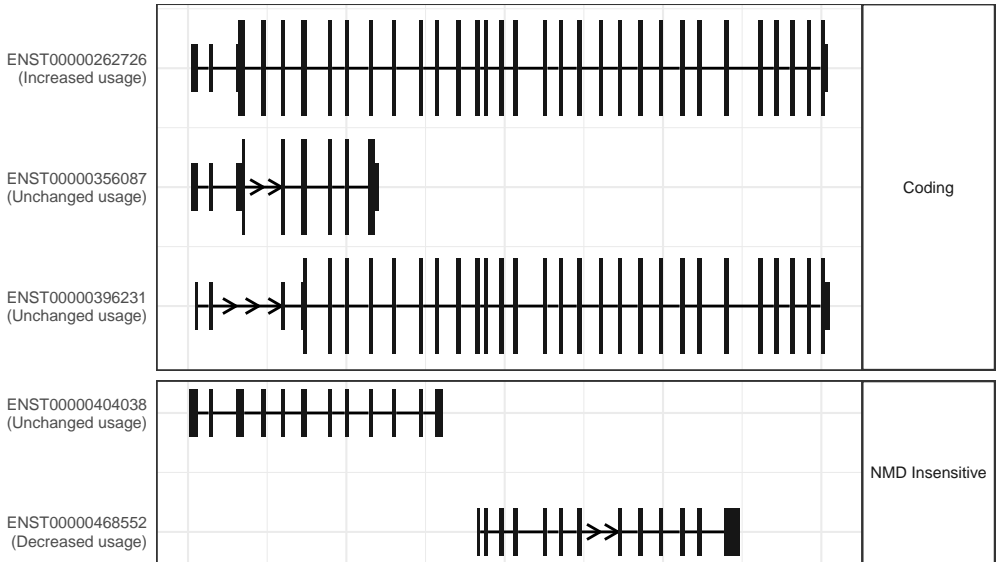 ENST00000262726
(Increased usage)
ENST00000356087
(Unchanged usage)
Coding
ENST00000396231
(Unchanged usage)
ENST00000404038
(Unchanged usage)
NMD Insensitive
ENST00000468552
(Decreased usage)